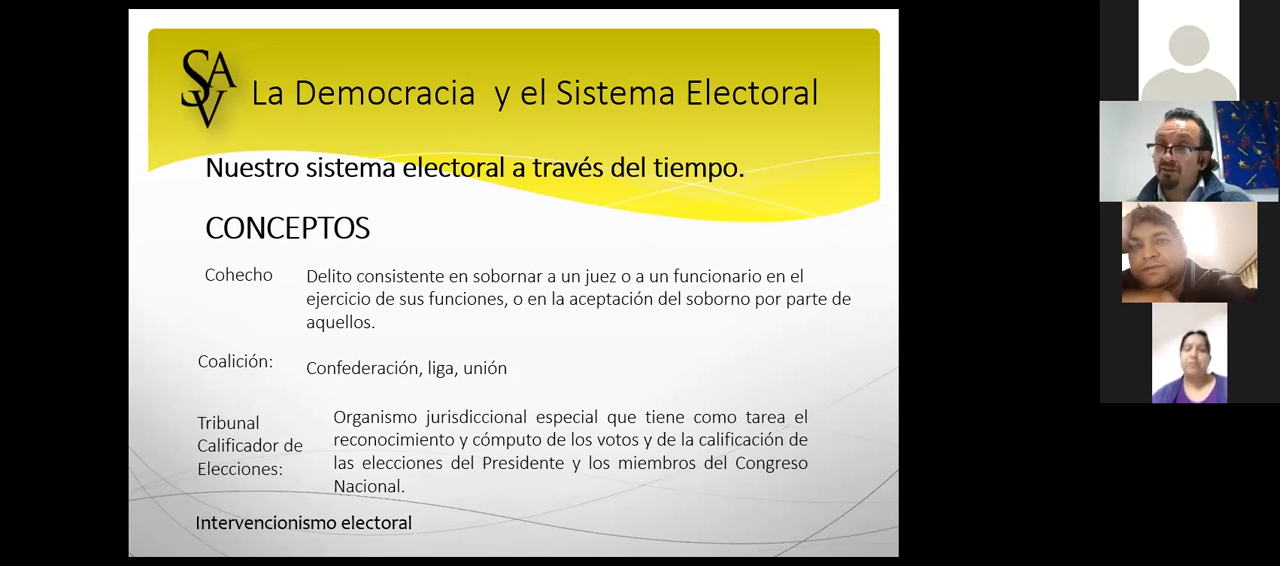 SAV
La Democracia y el Sistema Electoral
Nuestro sistema electoral a través del tiempo.
CONCEPTOS
Cohecho
Delito consistente en sobornar a un juez o a un funcionario en el
ejercicio de sus funciones, o en la aceptación del soborno por parte de
aquellos.
Coalición:
Confederación, liga, unión
Tribunal
Calificador de
Elecciones:
Organismo jurisdiccional especial que tiene como tarea el
reconocimiento y cómputo de los votos y de la calificación de
las elecciones del Presidente y los miembros del Congreso
Nacional.
Intervencionismo electoral